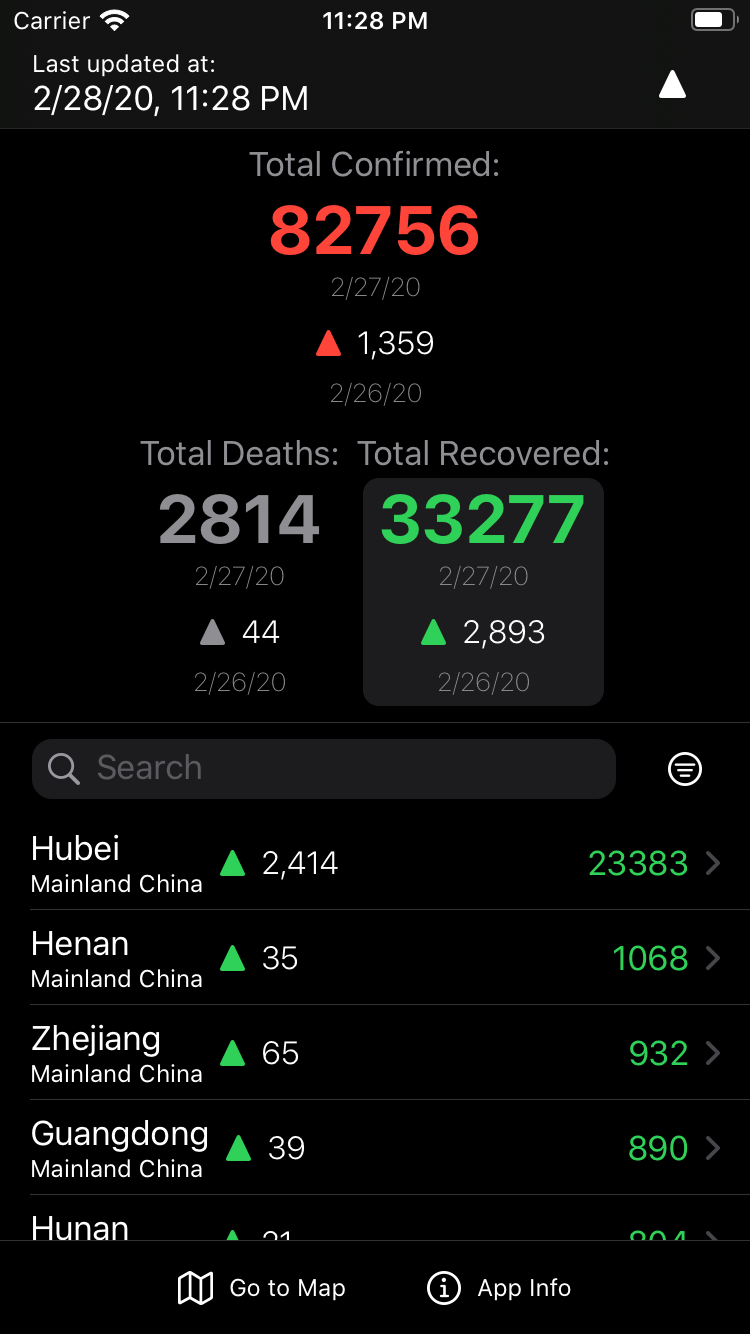 Carrier 11:28 PM
Last updated at:
2/28/20, 11:28 PM
Total Confirmed:
82756
2/27/20
1,359
2/26/20
Total Deaths: Total Recovered:
2814 33277
2/27/20 2/27/20
44 2,893
2/26/20 2/26/20
Search
Hubei
Mainland China 2,414 23383
Henan
Mainland China 35 1068
Zhejiang
Mainland China 65 932
Guangdong
Mainland China 39 890
Hunan 21 804
Go to Map App Info